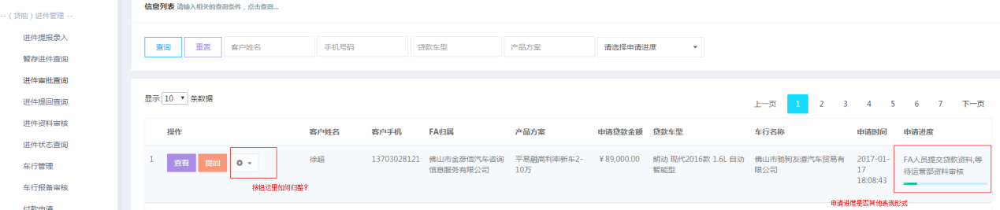 -- （贷前）进件管理 --
进件提报录入
暂存进件查询
进件审批查询
进件提回查询
进件资料审核
进件状态查询
车行管理
车行报备审核
付款申请
信息列表 请输入相关的查询条件，点击查询...
查询 重置 客户姓名 手机号码 贷款车型 产品方案 请选择申请进度
显示 10 条数据
上一页 1 2 3 4 5 6 7 下一页
操作 客户姓名 客户手机 FA归属 产品方案 申请贷款金额 贷款车型 车行名称 申请时间 申请进度
1 查看 提回 徐超 13703028121 佛山市金彦信汽车咨询 平易融高利率新车2- ￥89,000.00 朗动 现代2016款 1.6L 自动 佛山市驰驹友道汽车贸易有 2017-01- FA人员提交贷款资料,等
信息服务有限公司 10万 智能型 限公司 17 待运营部资料审核
18:08:43
按钮这里如何归整?
申请进度是否其他表现形式